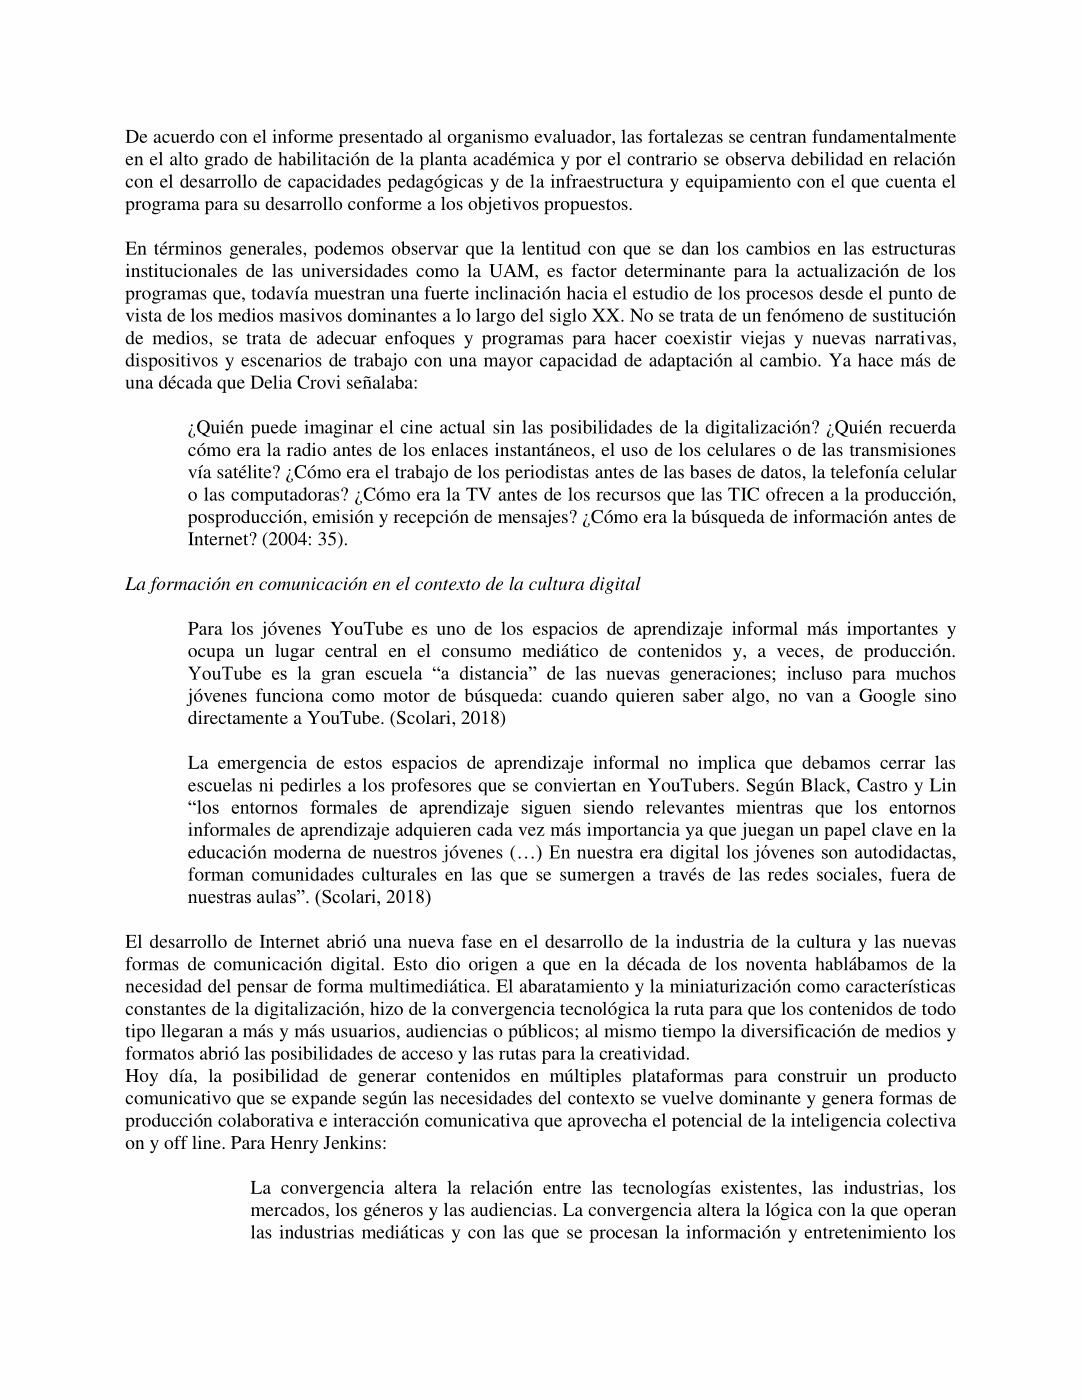 De acuerdo con el informe presentado al organismo evaluador, las fortalezas se centran fundamentalmente
en el alto grado de habilitación de la planta académica y por el contrario se observa debilidad en relación
con el desarrollo de capacidades pedagógicas y de la infraestructura y equipamiento con el que cuenta el
programa para su desarrollo conforme a los objetivos propuestos.
En términos generales, podemos observar que la lentitud con que se dan los cambios en las estructuras
institucionales de las universidades como la UAM, es factor determinante para la actualización de los
programas que, todavía muestran una fuerte inclinación hacia el estudio de los procesos desde el punto de
vista de los medios masivos dominantes a lo largo del siglo XX. No se trata de un fenómeno de sustitución
de medios, se trata de adecuar enfoques y programas para hacer coexistir viejas y nuevas narrativas,
dispositivos y escenarios de trabajo con una mayor capacidad de adaptación al cambio. Ya hace más de
una década que Delia Crovi señalaba:
¿Quién puede imaginar el cine actual sin las posibilidades de la digitalización? ¿Quién recuerda
cómo era la radio antes de los enlaces instantáneos, el uso de los celulares o de las transmisiones
vía satélite? ¿Cómo era el trabajo de los periodistas antes de las bases de datos, la telefonía celular
o las computadoras? ¿Cómo era la TV antes de los recursos que las TIC ofrecen a la producción,
posproducción, emisión y recepción de mensajes? ¿Cómo era la búsqueda de información antes de
Internet? (2004: 35).
La formación en comunicación en el contexto de la cultura digital
Para los jóvenes YouTube es uno de los espacios de aprendizaje informal más importantes y
ocupa un lugar central en el consumo mediático de contenidos y, a veces, de producción.
YouTube es la gran escuela “a distancia” de las nuevas generaciones; incluso para muchos
jóvenes funciona como motor de búsqueda: cuando quieren saber algo, no van a Google sino
directamente a YouTube. (Scolari, 2018)
La emergencia de estos espacios de aprendizaje informal no implica que debamos cerrar las
escuelas ni pedirles a los profesores que se conviertan en YouTubers. Según Black, Castro y Lin
“los entornos formales de aprendizaje siguen siendo relevantes mientras que los entornos
informales de aprendizaje adquieren cada vez más importancia ya que juegan un papel clave en la
educación moderna de nuestros jóvenes (…) En nuestra era digital los jóvenes son autodidactas,
forman comunidades culturales en las que se sumergen a través de las redes sociales, fuera de
nuestras aulas”. (Scolari, 2018)
El desarrollo de Internet abrió una nueva fase en el desarrollo de la industria de la cultura y las nuevas
formas de comunicación digital. Esto dio origen a que en la década de los noventa hablábamos de la
necesidad del pensar de forma multimediática. El abaratamiento y la miniaturización como características
constantes de la digitalización, hizo de la convergencia tecnológica la ruta para que los contenidos de todo
tipo llegaran a más y más usuarios, audiencias o públicos; al mismo tiempo la diversificación de medios y
formatos abrió las posibilidades de acceso y las rutas para la creatividad.
Hoy día, la posibilidad de generar contenidos en múltiples plataformas para construir un producto
comunicativo que se expande según las necesidades del contexto se vuelve dominante y genera formas de
producción colaborativa e interacción comunicativa que aprovecha el potencial de la inteligencia colectiva
on y off line. Para Henry Jenkins:
La convergencia altera la relación entre las tecnologías existentes, las industrias, los
mercados, los géneros y las audiencias. La convergencia altera la lógica con la que operan
las industrias mediáticas y con las que se procesan la información y entretenimiento los